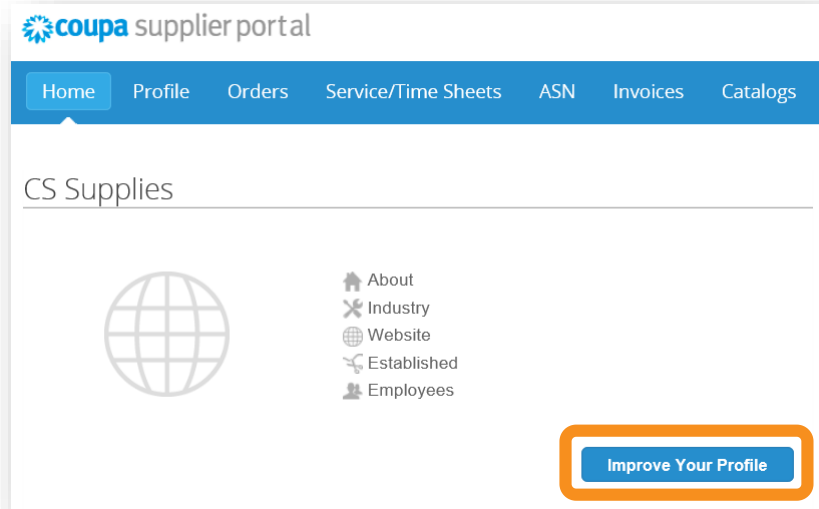 coupa supplier portal
Home Profile Orders Service/Time Sheets ASN Invoices Catalogs
CS Supplies
About
Industry
Website
Established
Employees
Improve Your Profile